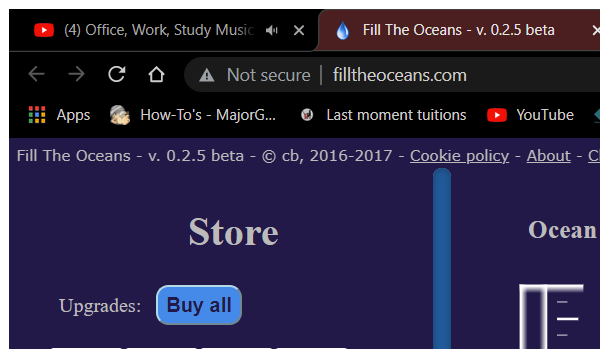 (4) Office, Work, Study Music
Fill The Oceans - v. 0.2.5 beta
Not secure
filltheoceans.com
Apps
How-To's - MajorG...
Last moment tuitions
YouTube
Fill The Oceans - v. 0.2.5 beta - © cb, 2016-2017 - Cookie policy - About -
Store
Ocean
Upgrades:
Buy all